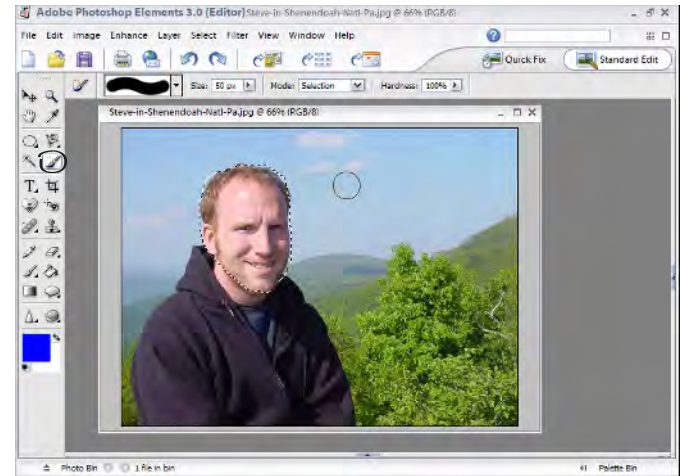 Adobe Photoshop Elements 3.0 (Editor) Steve-in-Shenendoah-Natl-Pa.jpg @ 66% (RGB/8)
File Edit Image Enhance Layer Select Filter View Window Help
Quick Fix Standard Edit
Size: 50 px Mode: Selection Hardness: 100%
Steve-in-Shenendoah-Natl-Pa.jpg @ 66% (RGB/8)
T
Photo Bin 1 file in bin Palette Bin